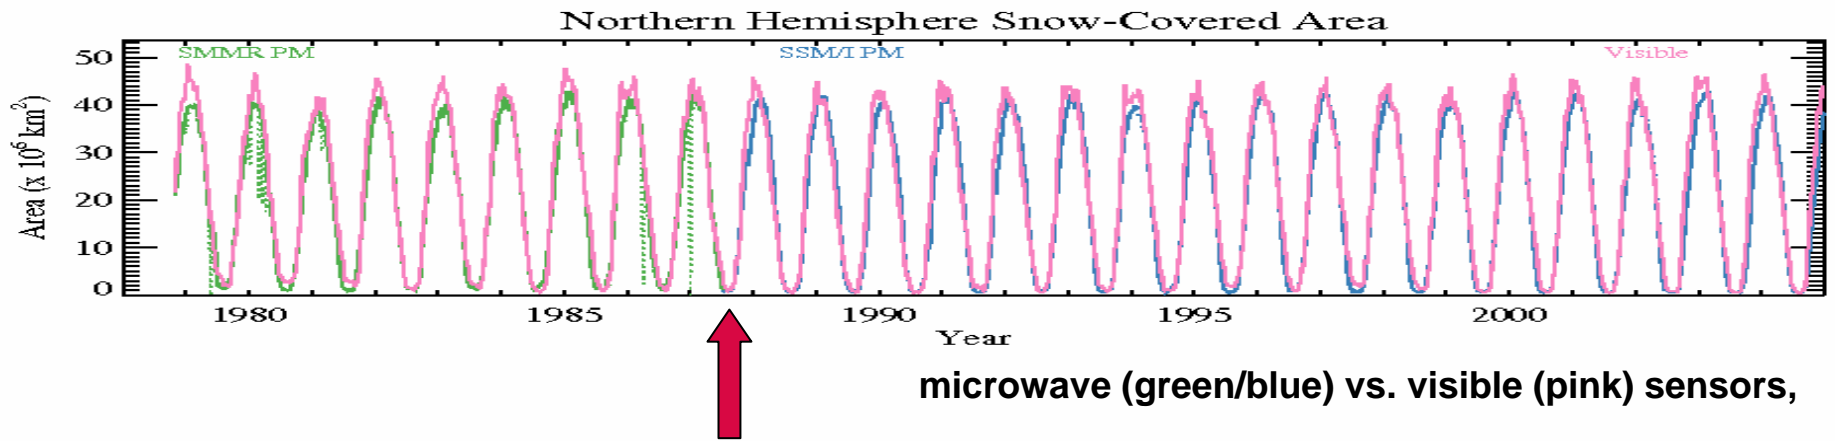 Northern Hemisphere Snow-Covered Area
SMMR PM SSM/I PM Visible
50
40
30
20
10
0
Area (x 10⁶ km²)
1980 1985 1990 1995 2000
Year
microwave (green/blue) vs. visible (pink) sensors,